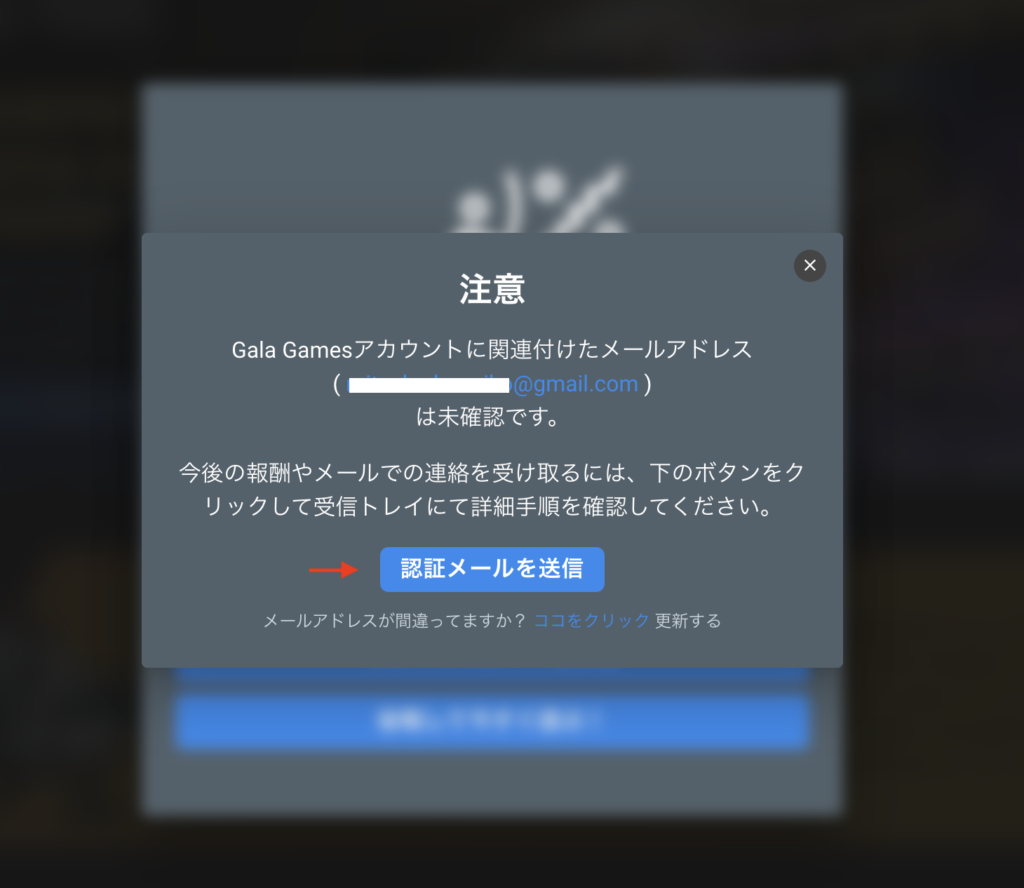 注意
Gala Gamesアカウントに関連付けたメールアドレス
( @gmail.com )
は未確認です。
今後の報酬やメールでの連絡を受け取るには、下のボタンをク
リックして受信トレイにて詳細手順を確認してください。
認証メールを送信
メールアドレスが間違ってますか？ ココをクリック 更新する